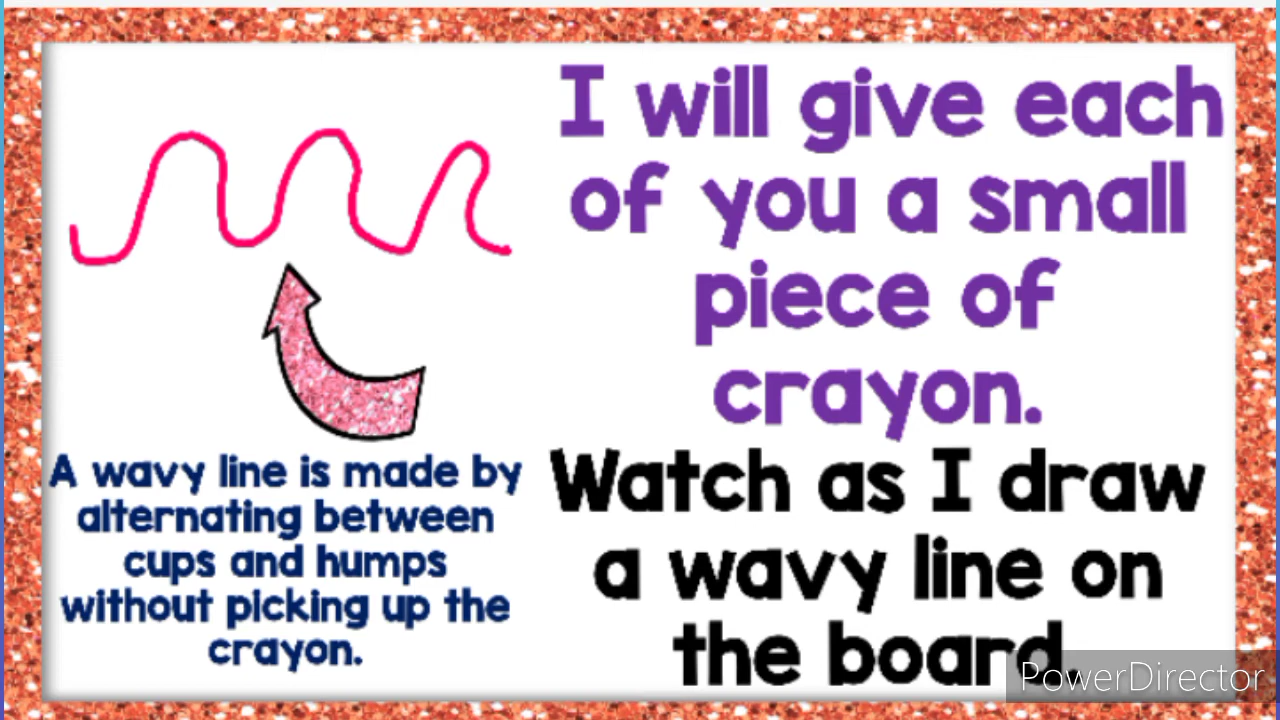 I will give each
of you a small
piece of
crayon.
Watch as I draw
a wavy line on
the board.
A wavy line is made by
alternating between
cups and humps
without picking up the
crayon.
PowerDirector